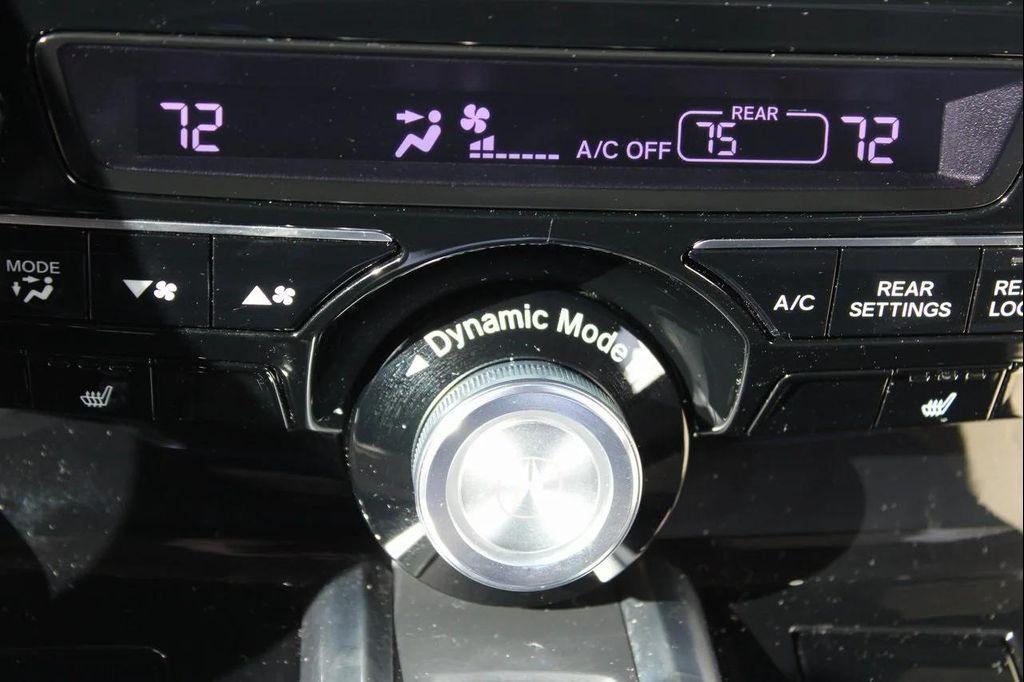 72
A/C OFF
REAR
75
72
MODE
Dynamic Mode
A/C
REAR
SETTINGS